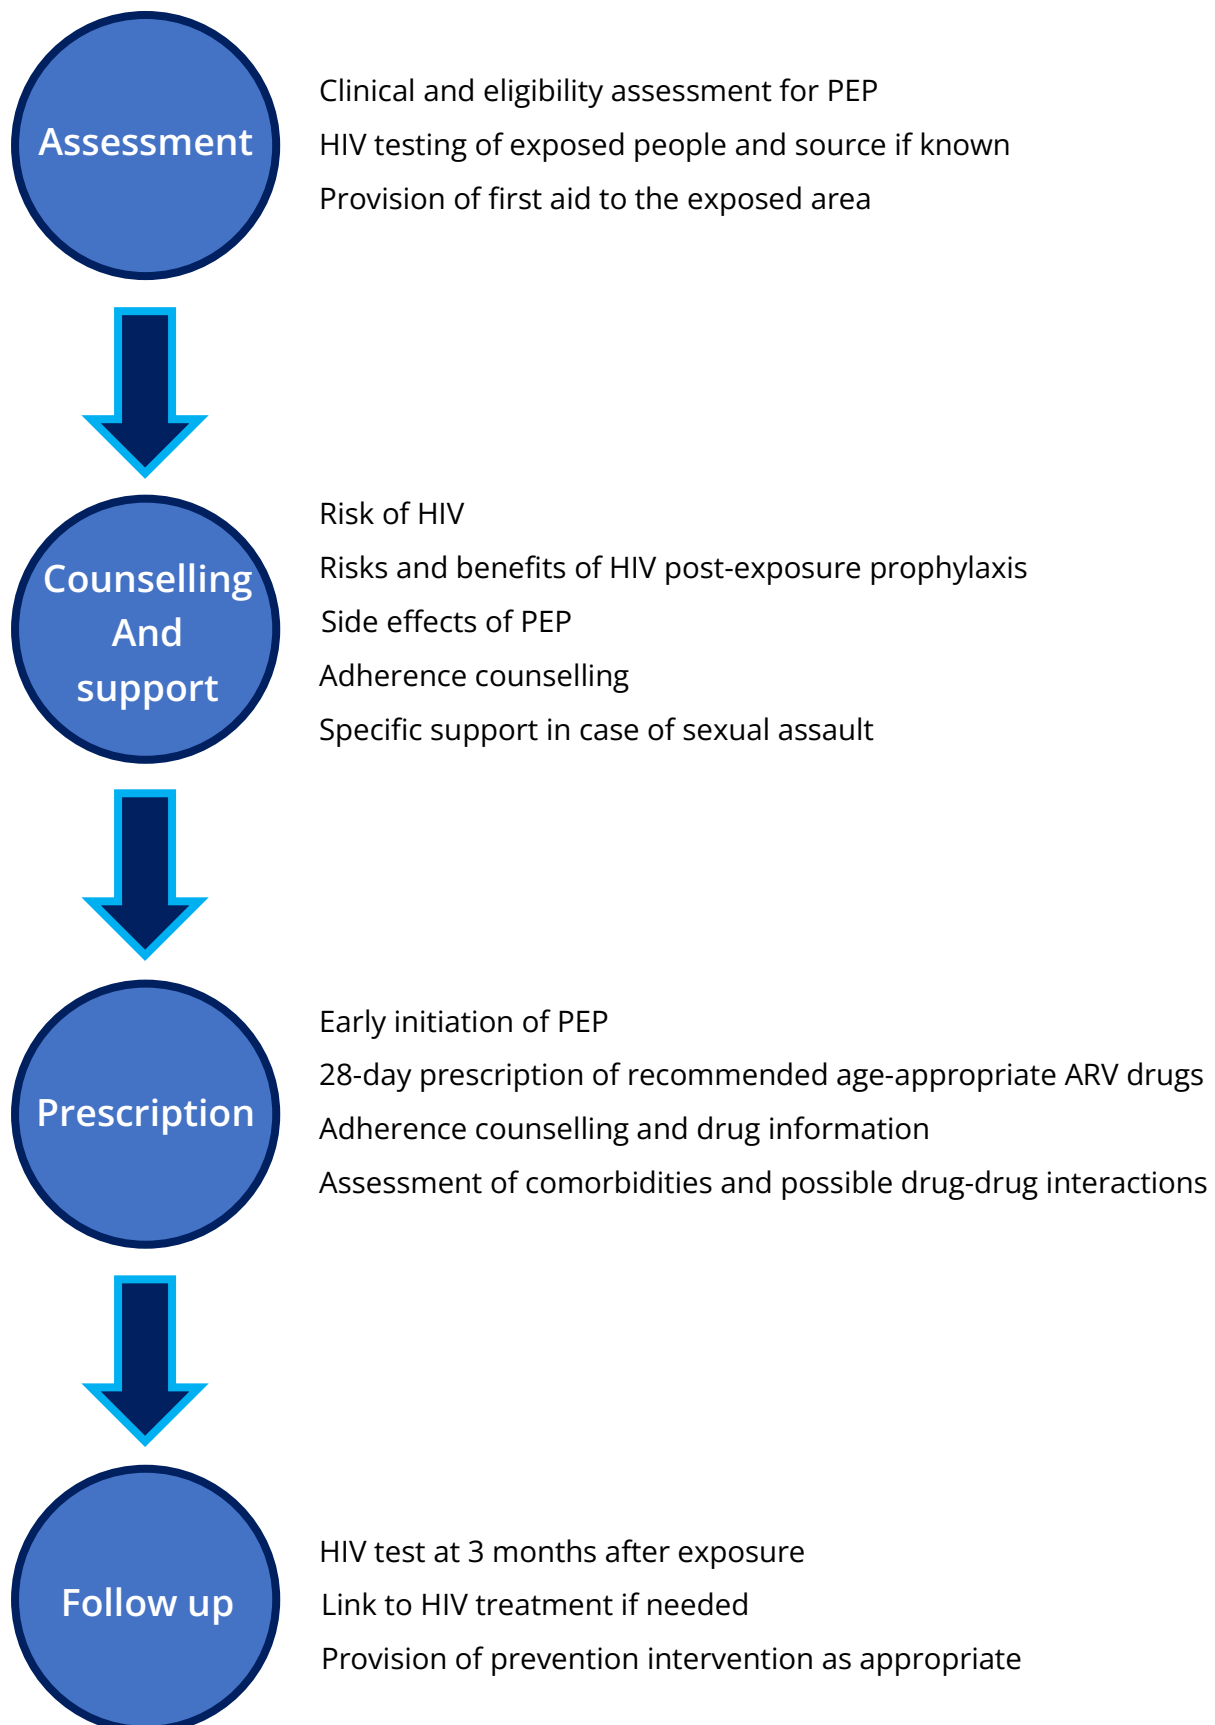 Assessment
Clinical and eligibility assessment for PEP
HIV testing of exposed people and source if known
Provision of first aid to the exposed area
Counselling
And
support
Risk of HIV
Risks and benefits of HIV post-exposure prophylaxis
Side effects of PEP
Adherence counselling
Specific support in case of sexual assault
Prescription
Early initiation of PEP
28-day prescription of recommended age-appropriate ARV drugs
Adherence counselling and drug information
Assessment of comorbidities and possible drug-drug interactions
Follow up
HIV test at 3 months after exposure
Link to HIV treatment if needed
Provision of prevention intervention as appropriate